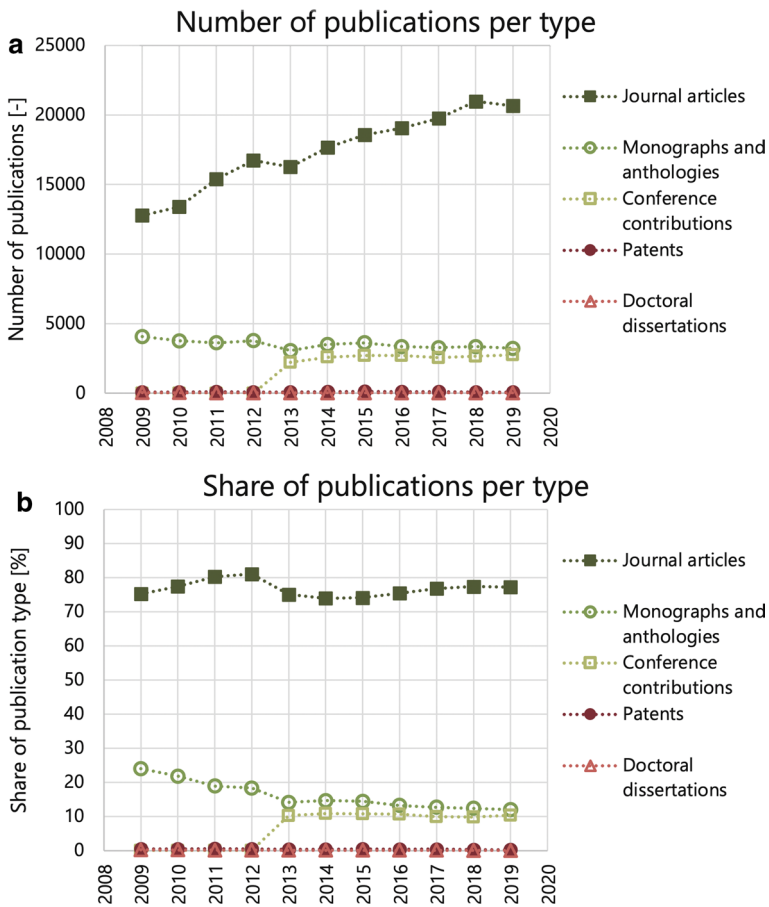 a
Number of publications per type
Number of publications [-]
25000
20000
15000
10000
5000
0
2008
2009
2010
2011
2012
2013
2014
2015
2016
2017
2018
2019
2020
Journal articles
Monographs and
anthologies
Conference
contributions
Patents
Doctoral
dissertations
b
Share of publications per type
Share of publication type [%]
100
90
80
70
60
50
40
30
20
10
0
2008
2009
2010
2011
2012
2013
2014
2015
2016
2017
2018
2019
2020
Journal articles
Monographs and
anthologies
Conference
contributions
Patents
Doctoral
dissertations